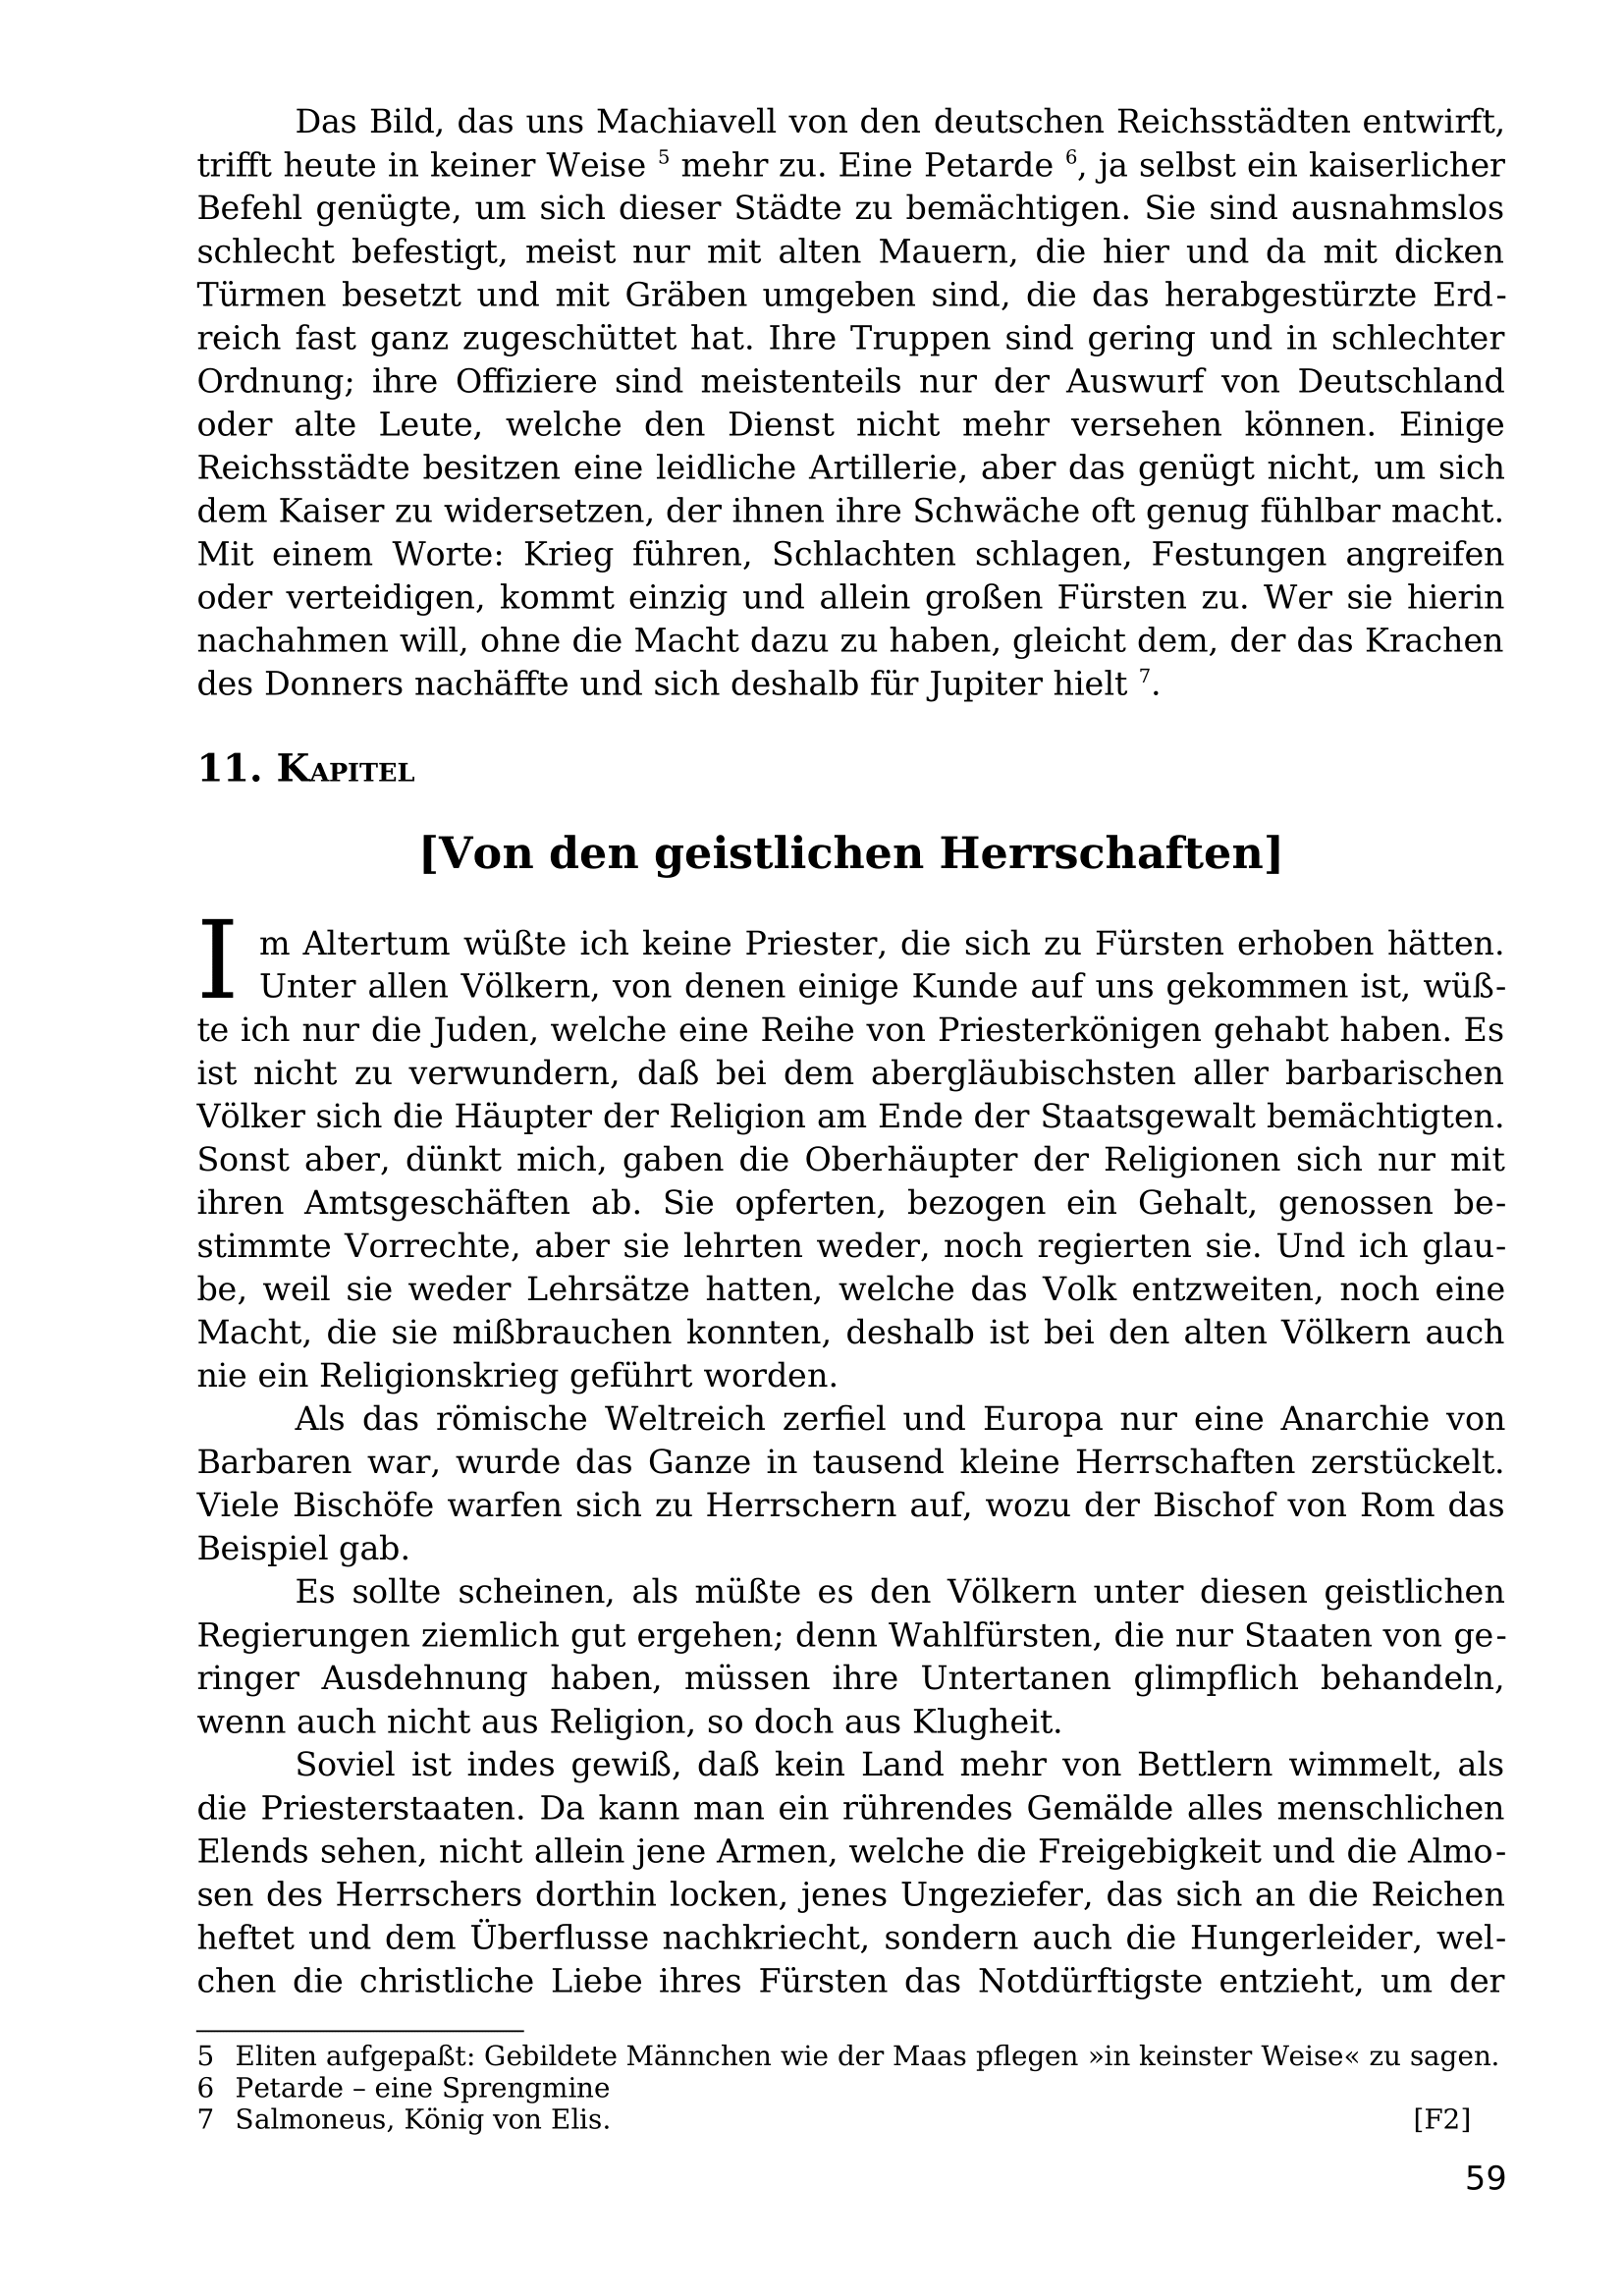 Das Bild, das uns Machiavell von den deutschen Reichsstädten entwirft,
trifft heute in keiner Weise 5 mehr zu. Eine Petarde 6, ja selbst ein kaiserlicher
Befehl genügte, um sich dieser Städte zu bemächtigen. Sie sind ausnahmslos
schlecht befestigt, meist nur mit alten Mauern, die hier und da mit dicken
Türmen besetzt und mit Gräben umgeben sind, die das herabgestürzte Erd-
reich fast ganz zugeschüttet hat. Ihre Truppen sind gering und in schlechter
Ordnung; ihre Offiziere sind meistenteils nur der Auswurf von Deutschland
oder alte Leute, welche den Dienst nicht mehr versehen können. Einige
Reichsstädte besitzen eine leidliche Artillerie, aber das genügt nicht, um sich
dem Kaiser zu widersetzen, der ihnen ihre Schwäche oft genug fühlbar macht.
Mit einem Worte: Krieg führen, Schlachten schlagen, Festungen angreifen
oder verteidigen, kommt einzig und allein großen Fürsten zu. Wer sie hierin
nachahmen will, ohne die Macht dazu zu haben, gleicht dem, der das Krachen
des Donners nachäffte und sich deshalb für Jupiter hielt 7.
11. Kapitel
[Von den geistlichen Herrschaften]
Im Altertum wüßte ich keine Priester, die sich zu Fürsten erhoben hätten.
Unter allen Völkern, von denen einige Kunde auf uns gekommen ist, wüß-
te ich nur die Juden, welche eine Reihe von Priesterkönigen gehabt haben. Es
ist nicht zu verwundern, daß bei dem abergläubischsten aller barbarischen
Völker sich die Häupter der Religion am Ende der Staatsgewalt bemächtigten.
Sonst aber, dünkt mich, gaben die Oberhäupter der Religionen sich nur mit
ihren Amtsgeschäften ab. Sie opferten, bezogen ein Gehalt, genossen be-
stimmte Vorrechte, aber sie lehrten weder, noch regierten sie. Und ich glau-
be, weil sie weder Lehrsätze hatten, welche das Volk entzweiten, noch eine
Macht, die sie mißbrauchen konnten, deshalb ist bei den alten Völkern auch
nie ein Religionskrieg geführt worden.
Als das römische Weltreich zerfiel und Europa nur eine Anarchie von
Barbaren war, wurde das Ganze in tausend kleine Herrschaften zerstückelt.
Viele Bischöfe warfen sich zu Herrschern auf, wozu der Bischof von Rom das
Beispiel gab.
Es sollte scheinen, als müßte es den Völkern unter diesen geistlichen
Regierungen ziemlich gut ergehen; denn Wahlfürsten, die nur Staaten von ge-
ringer Ausdehnung haben, müssen ihre Untertanen glimpflich behandeln,
wenn auch nicht aus Religion, so doch aus Klugheit.
Soviel ist indes gewiß, daß kein Land mehr von Bettlern wimmelt, als
die Priesterstaaten. Da kann man ein rührendes Gemälde alles menschlichen
Elends sehen, nicht allein jene Armen, welche die Freigebigkeit und die Almo-
sen des Herrschers dorthin locken, jenes Ungeziefer, das sich an die Reichen
heftet und dem Überflusse nachkriecht, sondern auch die Hungerleider, wel-
chen die christliche Liebe ihres Fürsten das Notdürftigste entzieht, um der
5 Eliten aufgepaßt: Gebildete Männchen wie der Maas pflegen »in keinster Weise« zu sagen.
6 Petarde – eine Sprengmine
7 Salmoneus, König von Elis. [F2]
59